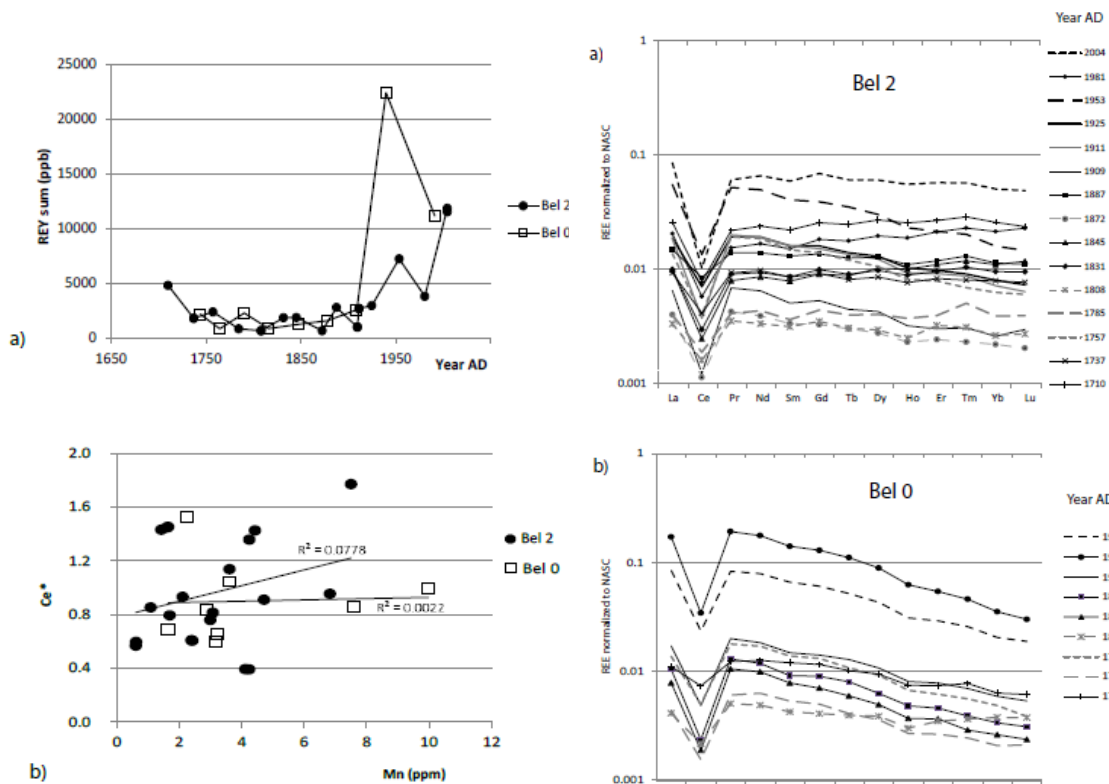 25000
20000
15000
10000
5000
0
REY sum (ppb)
1650
1750
1850
1950
Year AD
Bel 2
Bel 0
a)
a)
Bel 2
1
0.1
0.01
0.001
REE normalized to NASC
La Ce Pr Nd Sm Gd Tb Dy Ho Er Tm Yb Lu
Year AD
2004
1981
1953
1925
1911
1909
1887
1872
1845
1831
1808
1785
1757
1737
1710
2.0
1.6
1.2
0.8
0.4
0.0
Ce*
R² = 0.0778
R² = 0.0022
0 2 4 6 8 10 12
Mn (ppm)
Bel 2
Bel 0
b)
b)
Bel 0
1
0.1
0.01
0.001
REE normalized to NASC
Year AD